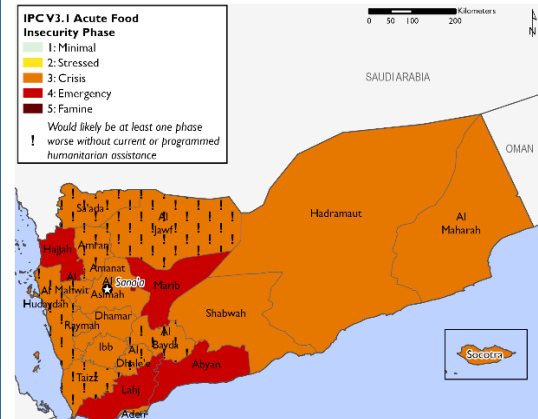 IPC V3.1 Acute Food
Insecurity Phase
1: Minimal
2: Stressed
3: Crisis
4: Emergency
5: Famine
! Would likely be at least one phase
worse without current or programmed
humanitarian assistance
Kilometers
0 50 100 200
N
SAUDI ARABIA
OMAN
Sa'ada
Al
Jawf
Hadramaut
Al
Maharah
Hajjah
Amran
Amanat
Al
Asmah
Sana'a
Marib
Al
Mahwit
Al
Hudaydah
Raymah
Dhamar
Shabwah
Ibb
Al
Dhale'e
Al
Bayda
Abyan
Taizz
Lahj
Aden
Socotra